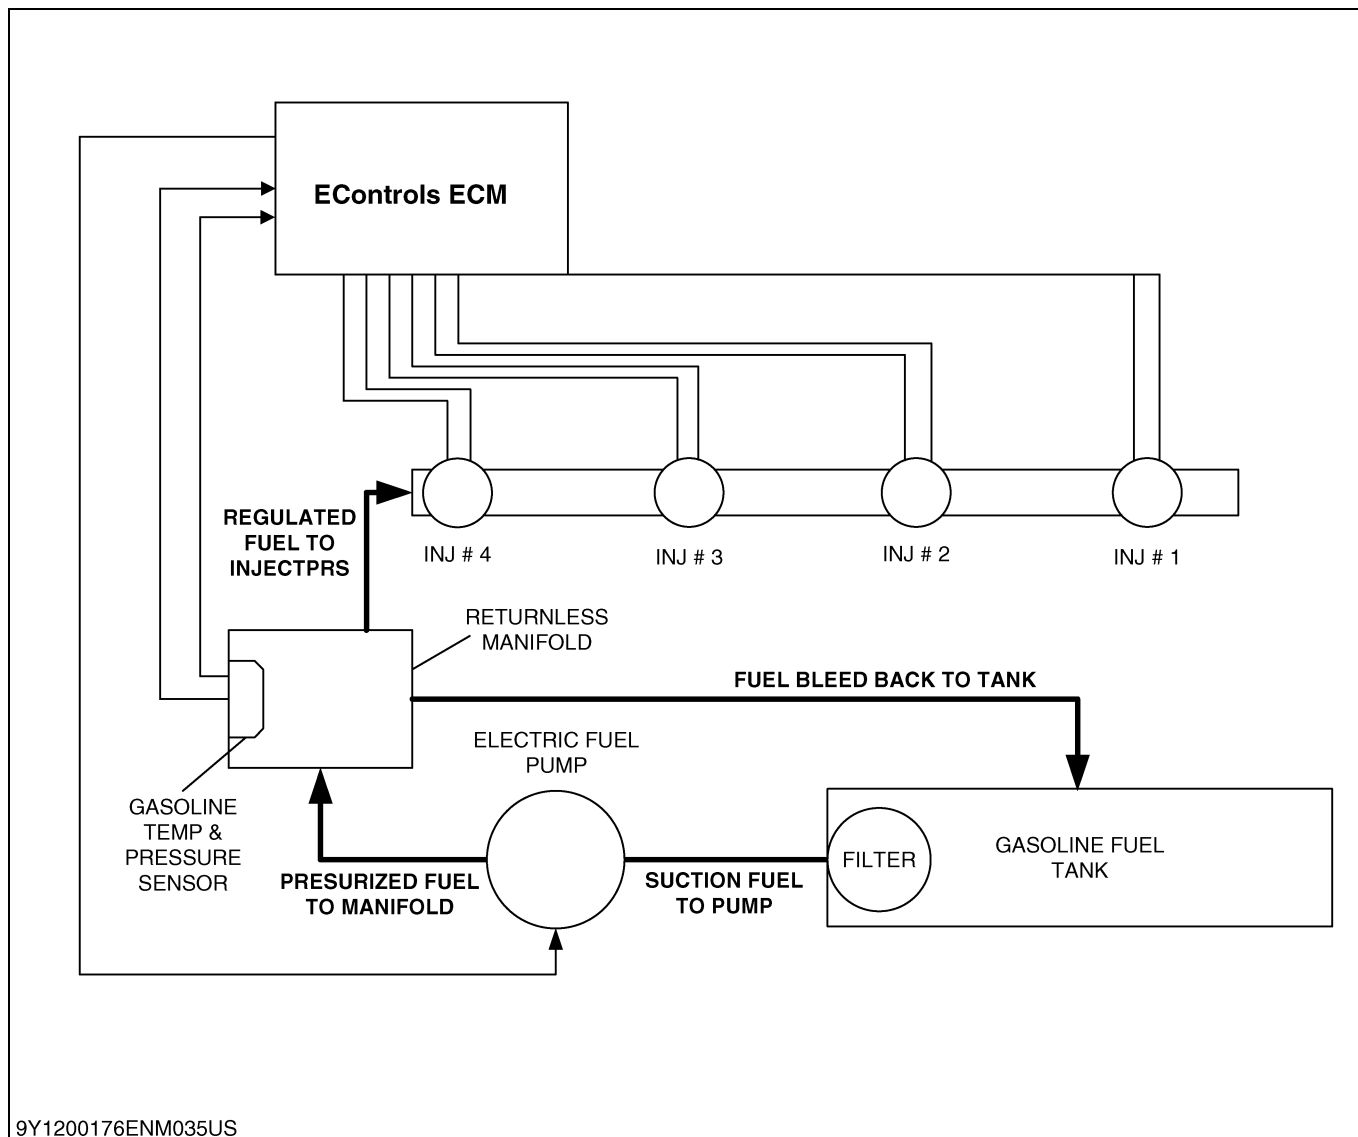 EControls ECM
REGULATED
FUEL TO
INJECTPRS
INJ # 4
INJ # 3
INJ # 2
INJ # 1
RETURNLESS
MANIFOLD
FUEL BLEED BACK TO TANK
ELECTRIC FUEL
PUMP
GASOLINE
TEMP &
PRESSURE
SENSOR
PRESURIZED FUEL
TO MANIFOLD
SUCTION FUEL
TO PUMP
FILTER
GASOLINE FUEL
TANK
9Y1200176ENM035US